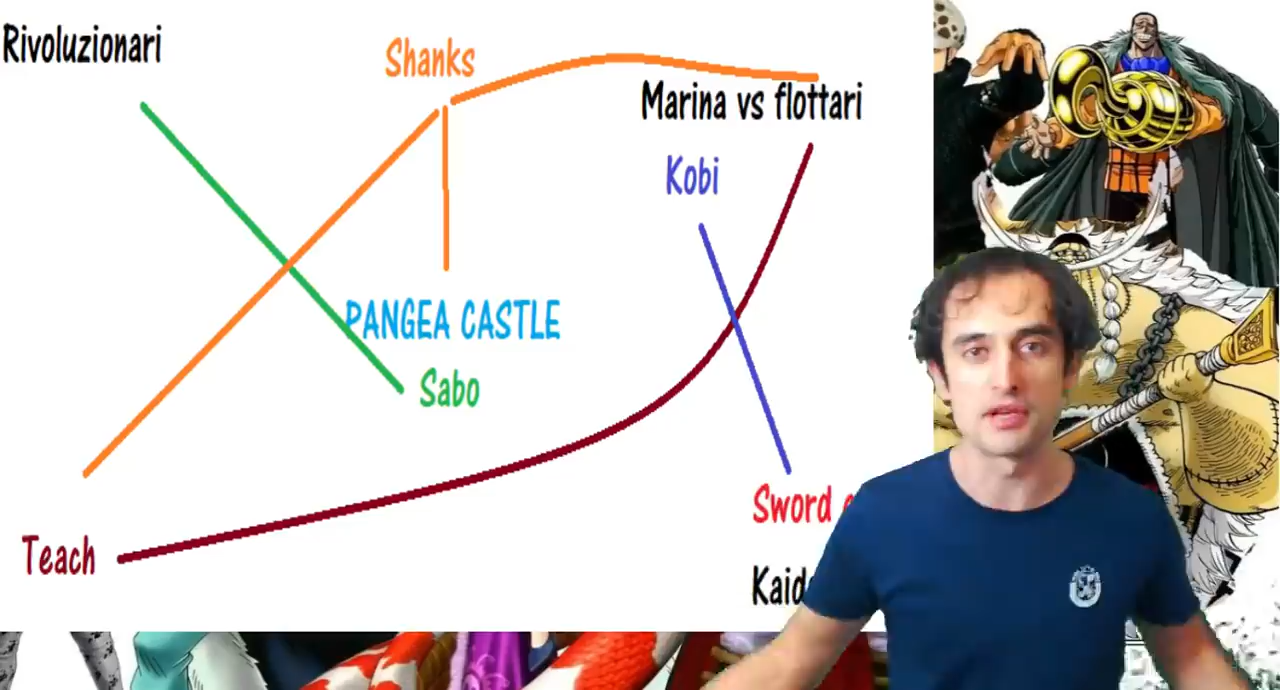 Rivoluzionari
Shanks
Marina vs flottari
Kobi
PANGEA CASTLE
Sabo
Sword
Teach